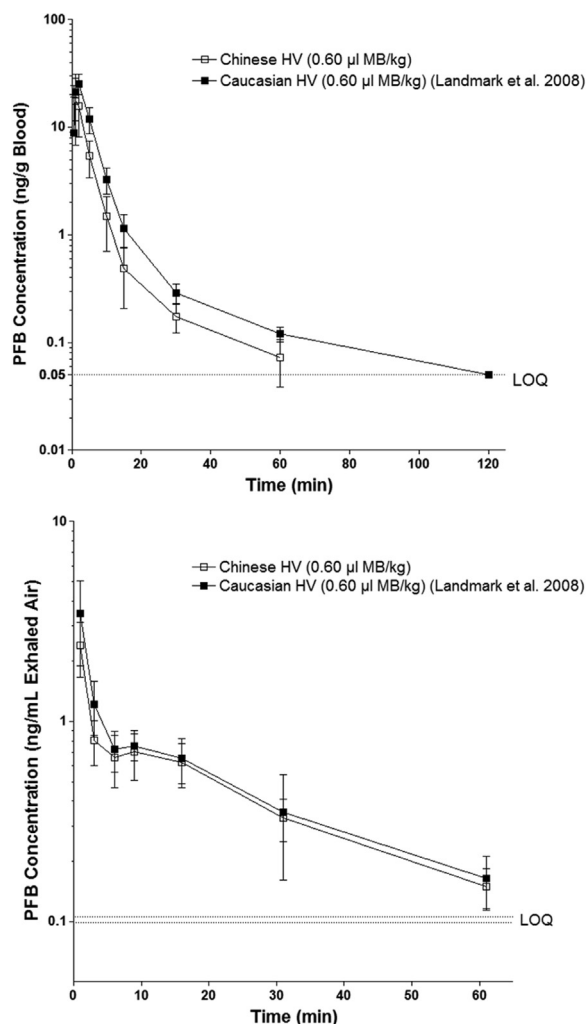 100
Chinese HV (0.60 µl MB/kg)
Caucasian HV (0.60 µl MB/kg) (Landmark et al. 2008)
10
1
0.1
0.05
LOQ
0.01
PFB Concentration (ng/g Blood)
0 20 40 60 80 100 120
Time (min)
10
Chinese HV (0.60 µl MB/kg)
Caucasian HV (0.60 µl MB/kg) (Landmark et al. 2008)
1
0.1
LOQ
PFB Concentration (ng/mL Exhaled Air)
0 10 20 30 40 50 60
Time (min)